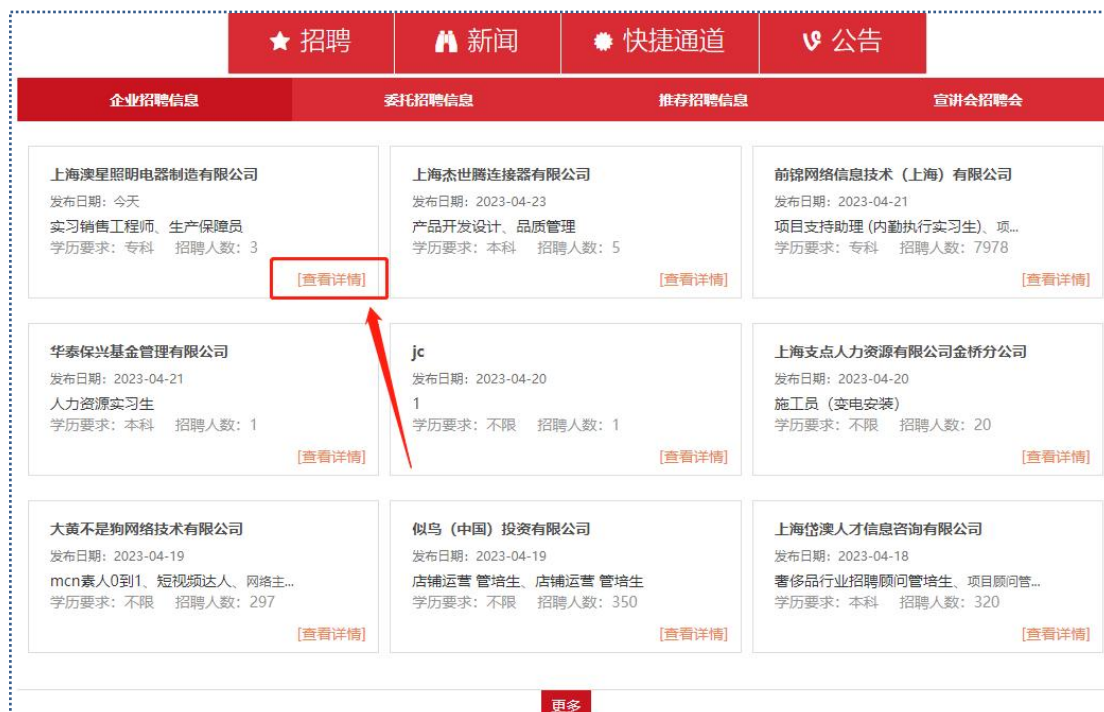 招聘 新闻 快捷通道 公告
企业招聘信息 委托招聘信息 推荐招聘信息 宣讲会招聘会
上海澳星照明电器制造有限公司
发布日期：今天
实习销售工程师、生产保障员
学历要求：专科 招聘人数：3
[查看详情]
上海杰世腾连接器有限公司
发布日期：2023-04-23
产品开发设计、品质管理
学历要求：本科 招聘人数：5
[查看详情]
前锦网络信息技术（上海）有限公司
发布日期：2023-04-21
项目支持助理 (内勤执行实习生)、项...
学历要求：专科 招聘人数：7978
[查看详情]
华泰保兴基金管理有限公司
发布日期：2023-04-21
人力资源实习生
学历要求：本科 招聘人数：1
[查看详情]
jc
发布日期：2023-04-20
1
学历要求：不限 招聘人数：1
[查看详情]
上海支点人力资源有限公司金桥分公司
发布日期：2023-04-20
施工员（变电安装）
学历要求：不限 招聘人数：20
[查看详情]
大黄不是狗网络技术有限公司
发布日期：2023-04-19
mcn素人0到1、短视频达人、网络主...
学历要求：不限 招聘人数：297
[查看详情]
似鸟（中国）投资有限公司
发布日期：2023-04-19
店铺运营 管培生、店铺运营 管培生
学历要求：不限 招聘人数：350
[查看详情]
上海岱澳人才信息咨询有限公司
发布日期：2023-04-18
奢侈品行业招聘顾问管培生、项目顾问管...
学历要求：本科 招聘人数：320
[查看详情]
更多